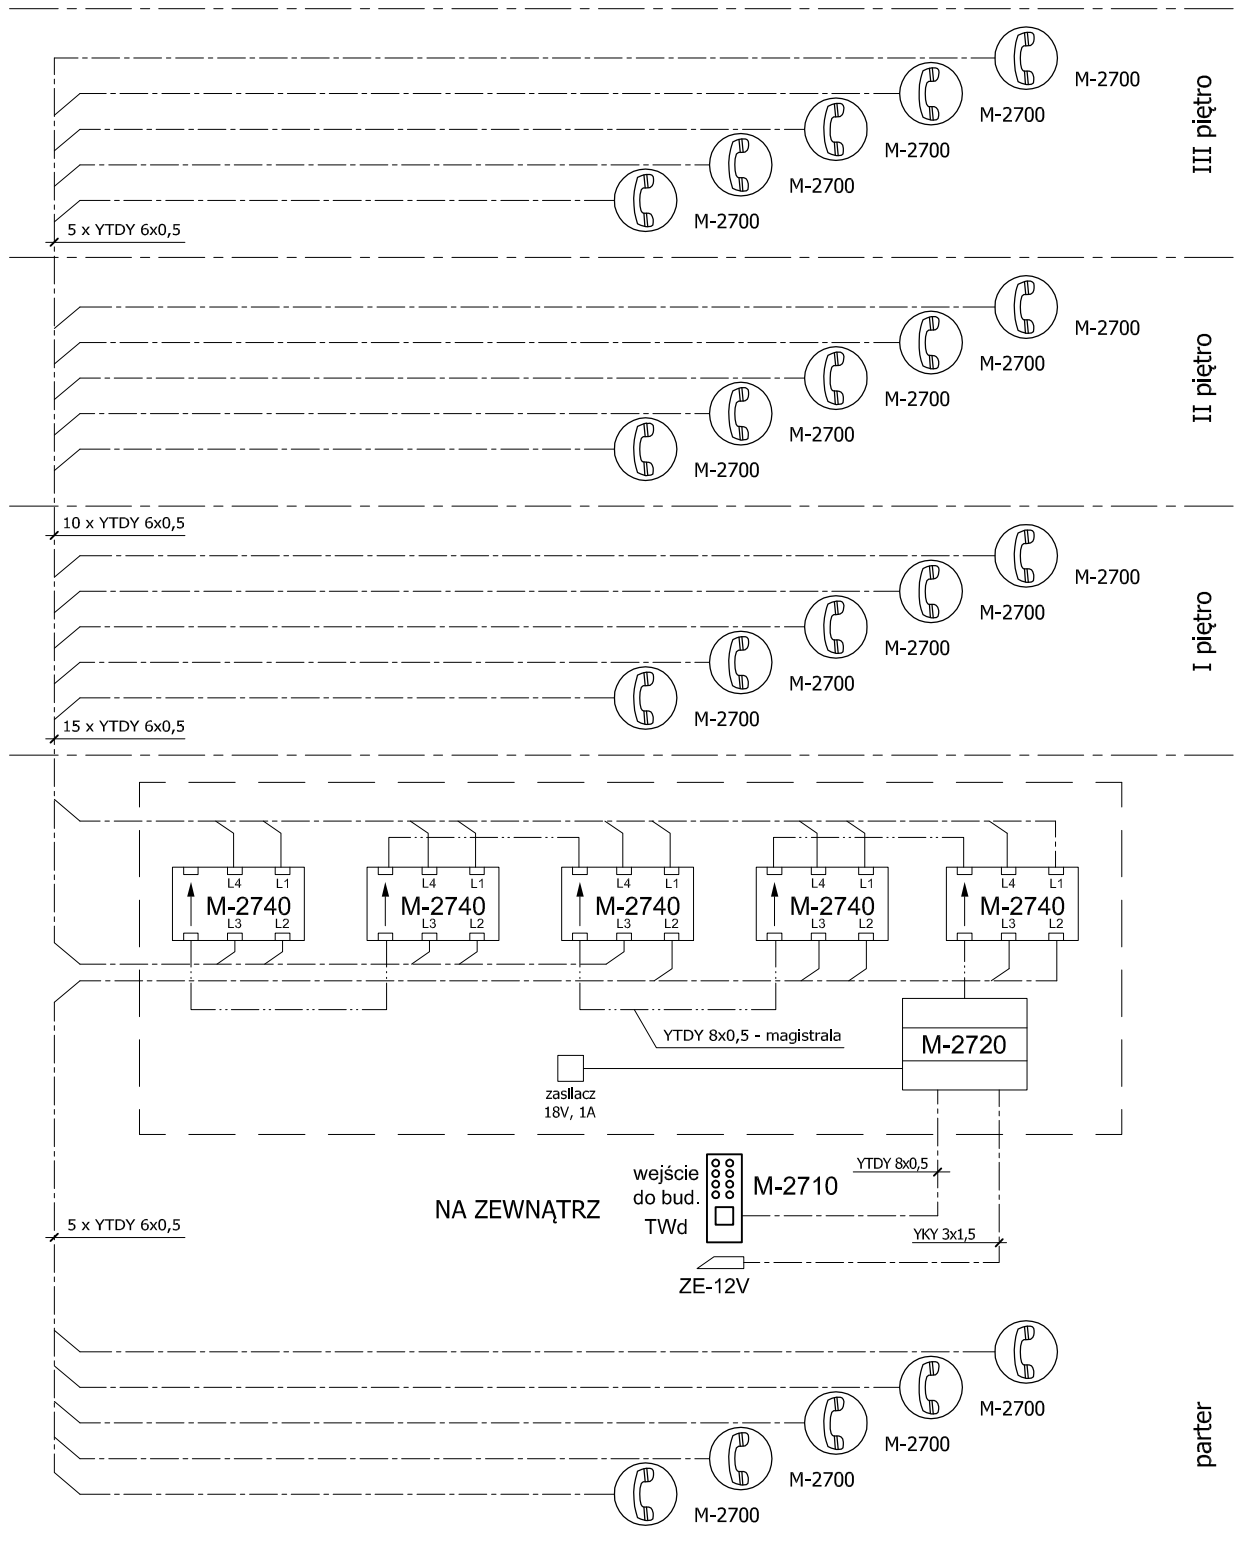 M-2700
M-2700
M-2700
M-2700
M-2700
III piętro
5 x YTDY 6x0,5
M-2700
M-2700
M-2700
M-2700
M-2700
II piętro
10 x YTDY 6x0,5
M-2700
M-2700
M-2700
M-2700
M-2700
I piętro
15 x YTDY 6x0,5
L4 L1
M-2740
L3 L2
L4 L1
M-2740
L3 L2
L4 L1
M-2740
L3 L2
L4 L1
M-2740
L3 L2
L4 L1
M-2740
L3 L2
YTDY 8x0,5 - magistrala
M-2720
zasilacz
18V, 1A
YTDY 8x0,5
wejście
do bud.
TWd
M-2710
NA ZEWNĄTRZ
YKY 3x1,5
ZE-12V
5 x YTDY 6x0,5
M-2700
M-2700
M-2700
M-2700
parter